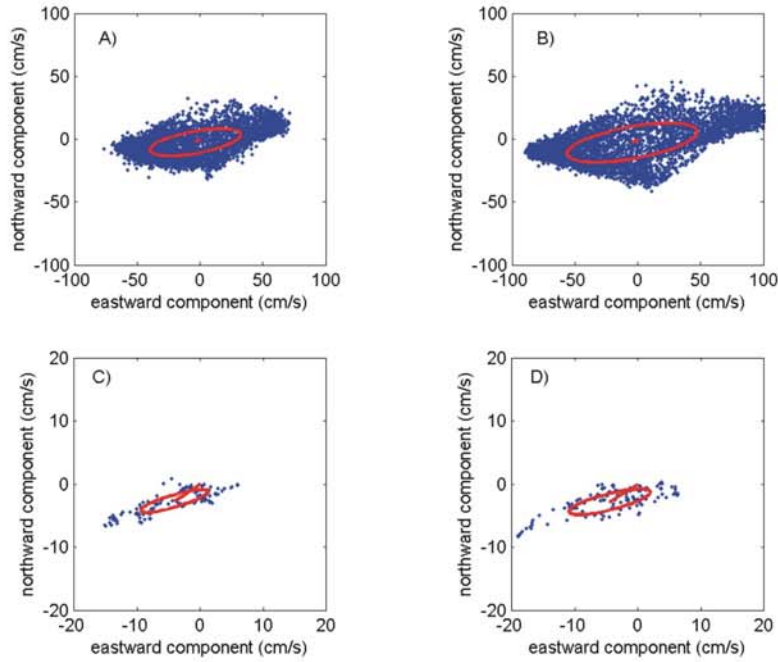 A)
northward component (cm/s)
100
50
0
-50
-100
-100 -50 0 50 100
eastward component (cm/s)
B)
northward component (cm/s)
100
50
0
-50
-100
-100 -50 0 50 100
eastward component (cm/s)
C)
northward component (cm/s)
20
10
0
-10
-20
-20 -10 0 10 20
eastward component (cm/s)
D)
northward component (cm/s)
20
10
0
-10
-20
-20 -10 0 10 20
eastward component (cm/s)